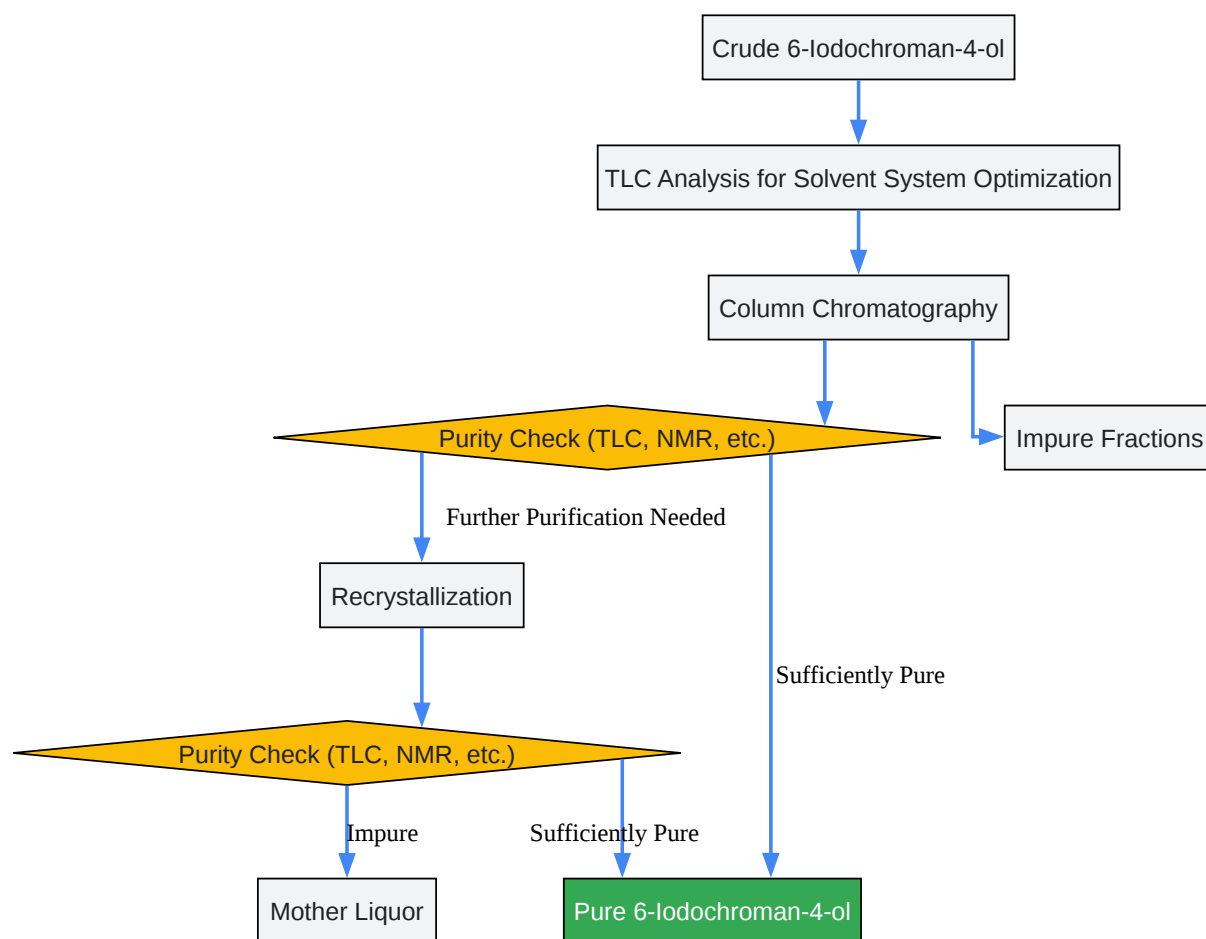 Crude 6-Iodochroman-4-ol
TLC Analysis for Solvent System Optimization
Column Chromatography
Purity Check (TLC, NMR, etc.)
Impure Fractions
Further Purification Needed
Recrystallization
Sufficiently Pure
Purity Check (TLC, NMR, etc.)
Impure
Sufficiently Pure
Mother Liquor
Pure 6-Iodochroman-4-ol